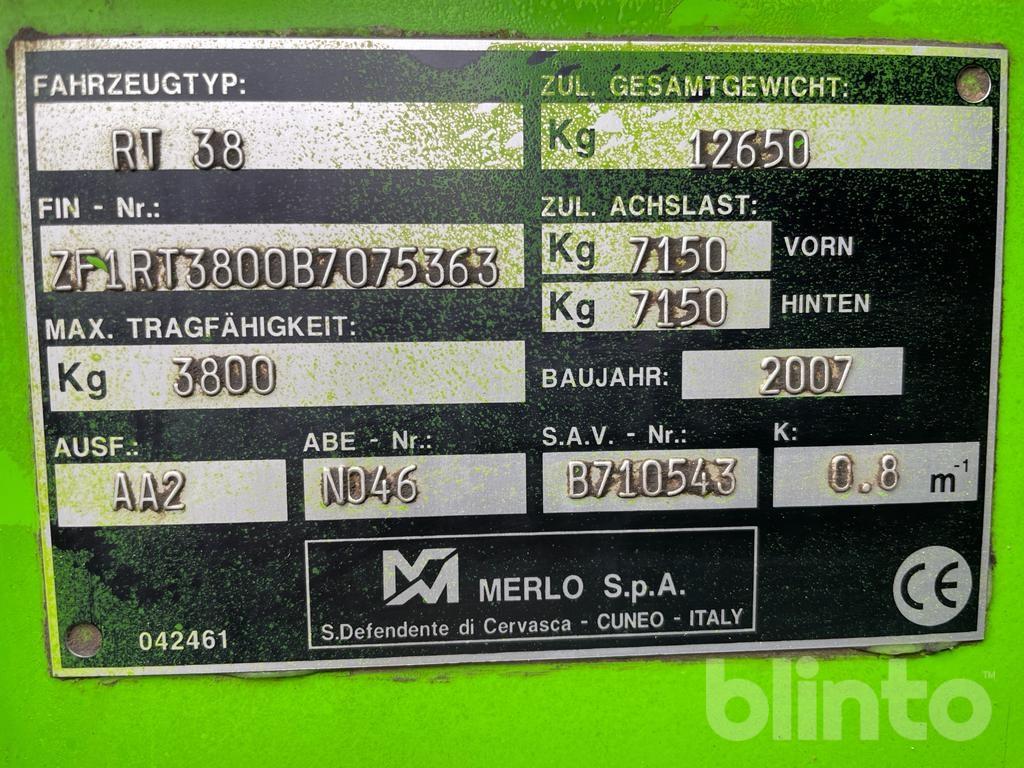 FAHRZEUGTYP:
RT 38
ZUL. GESAMTGEWICHT:
Kg 12650
FIN - Nr.:
ZF1RT3800B7075363
ZUL. ACHSLAST:
Kg 7150 VORN
Kg 7150 HINTEN
MAX. TRAGFÄHIGKEIT:
Kg 3800
BAUJAHR: 2007
AUSF.:
AA2
ABE - Nr.:
N046
S.A.V. - Nr.:
B710543
K:
0.8 m⁻¹
MERLO S.p.A.
S.Defendente di Cervasca - CUNEO - ITALY
042461
CE
blinto™